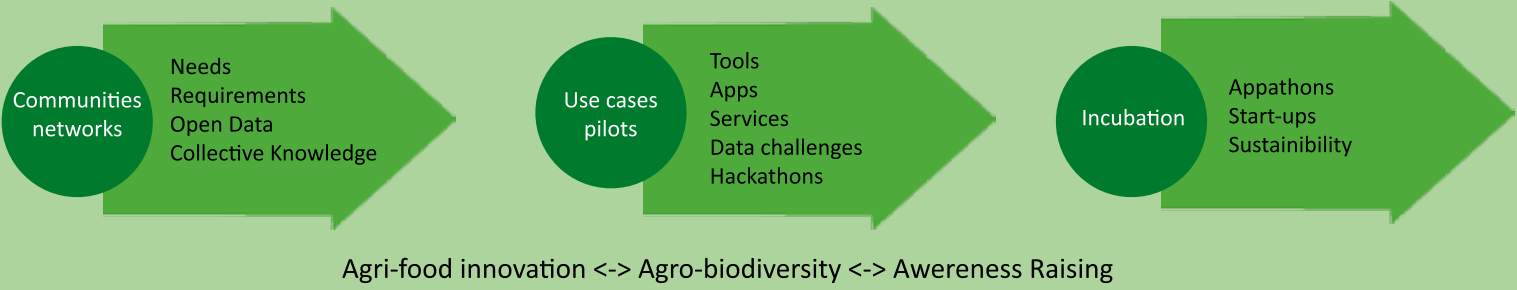 Communities
networks
Needs
Requirements
Open Data
Collective Knowledge
Use cases
pilots
Tools
Apps
Services
Data challenges
Hackathons
Incubation
Appathons
Start-ups
Sustainibility
Agri-food innovation <-> Agro-biodiversity <-> Awereness Raising